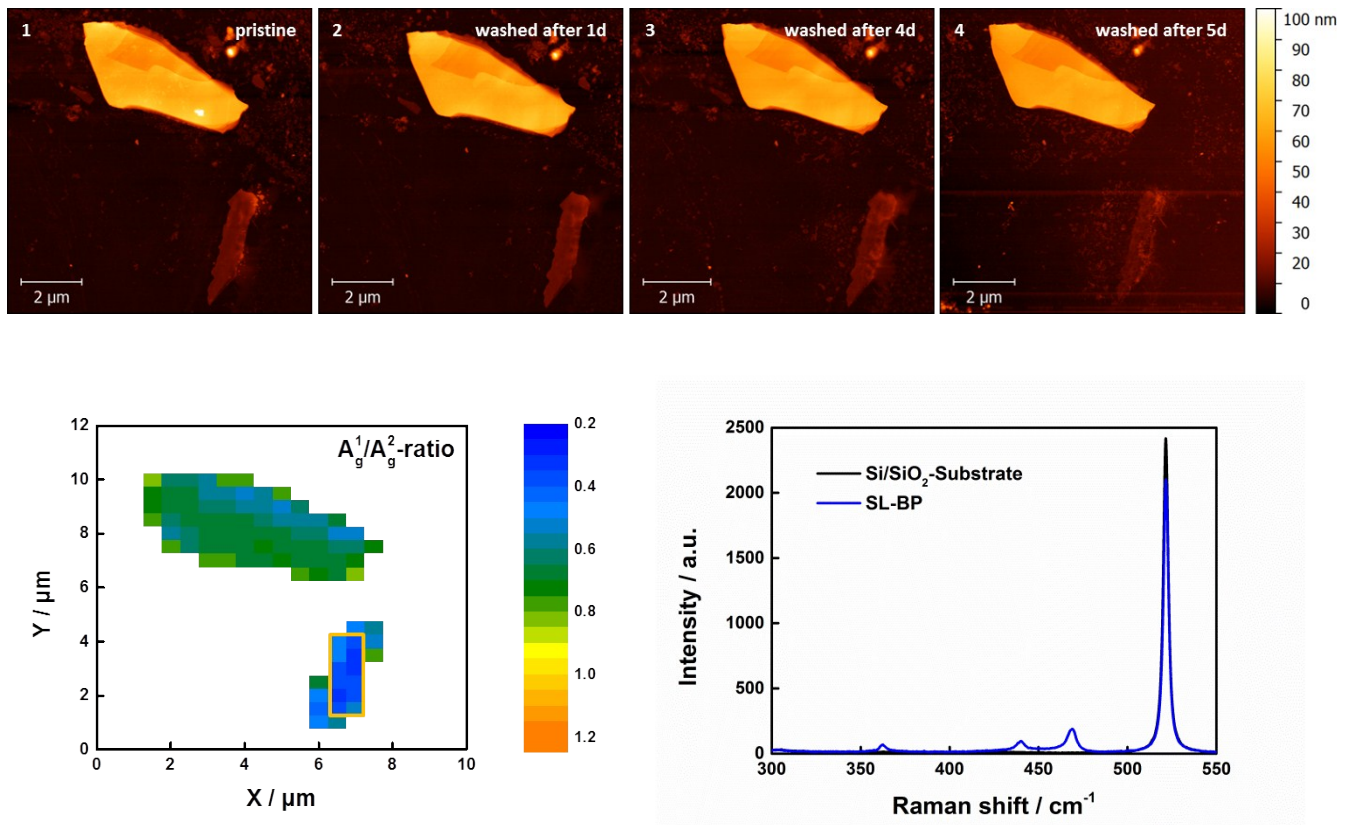 1 pristine
2 washed after 1d
3 washed after 4d
4 washed after 5d
2 µm
2 µm
2 µm
2 µm
100 nm
90
80
70
60
50
40
30
20
0
A¹g/A²g-ratio
12
10
8
6
4
2
0
0 2 4 6 8 10
Y / µm
X / µm
0.2
0.4
0.6
0.8
1.0
1.2
Si/SiO₂-Substrate
SL-BP
2500
2000
1500
1000
500
0
300 350 400 450 500 550
Intensity / a.u.
Raman shift / cm⁻¹